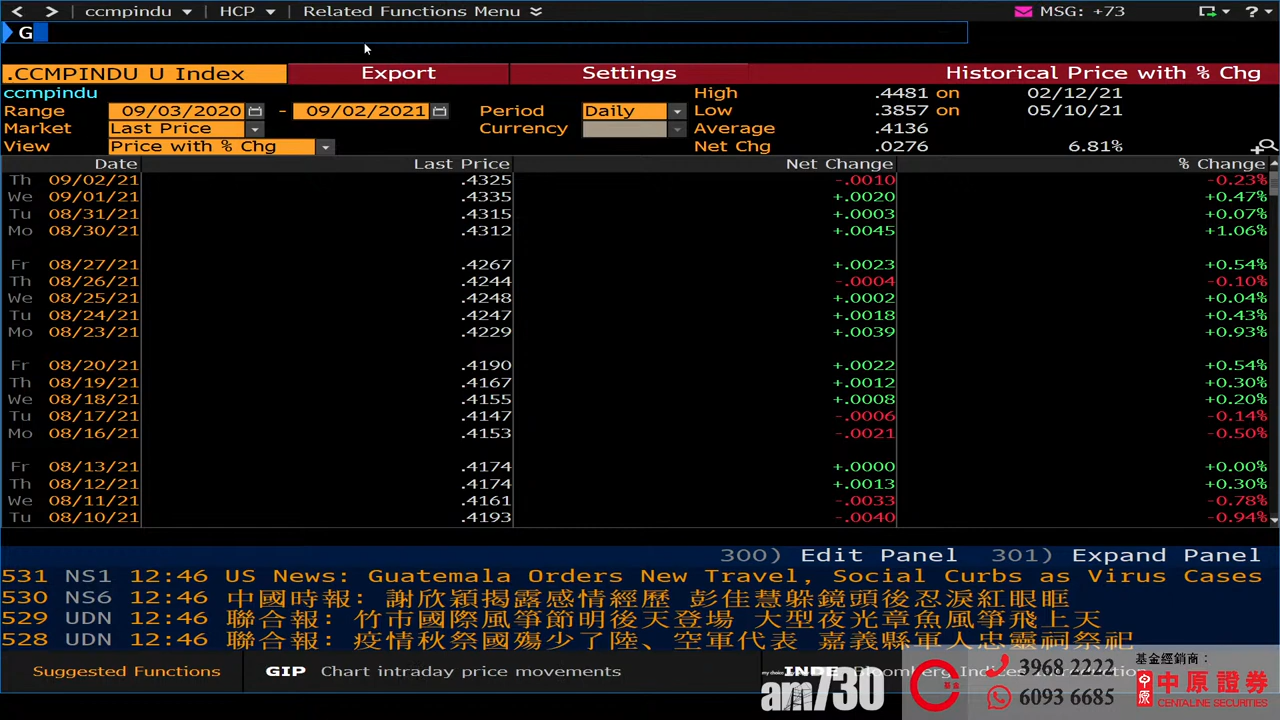 < > ccmpindu HCP Related Functions Menu MSG: +73 ?
G
.CCMPINDU U Index Export Settings Historical Price with % Chg
ccmpindu High .4481 on 02/12/21
Range 09/03/2020 - 09/02/2021 Period Daily Low .3857 on 05/10/21
Market Last Price Currency Average .4136
View Price with % Chg Net Chg .0276 6.81%
Date Last Price Net Change % Change
Th 09/02/21 .4325 -.0010 -0.23%
We 09/01/21 .4335 +.0020 +0.47%
Tu 08/31/21 .4315 +.0003 +0.07%
Mo 08/30/21 .4312 +.0045 +1.06%
Fr 08/27/21 .4267 +.0023 +0.54%
Th 08/26/21 .4244 -.0004 -0.10%
We 08/25/21 .4248 +.0002 +0.04%
Tu 08/24/21 .4247 +.0018 +0.43%
Mo 08/23/21 .4229 +.0039 +0.93%
Fr 08/20/21 .4190 +.0022 +0.54%
Th 08/19/21 .4167 +.0012 +0.30%
We 08/18/21 .4155 +.0008 +0.20%
Tu 08/17/21 .4147 -.0006 -0.14%
Mo 08/16/21 .4153 -.0021 -0.50%
Fr 08/13/21 .4174 +.0000 +0.00%
Th 08/12/21 .4174 +.0013 +0.30%
We 08/11/21 .4161 -.0033 -0.78%
Tu 08/10/21 .4193 -.0040 -0.94%
300) Edit Panel 301) Expand Panel
531 NS1 12:46 US News: Guatemala Orders New Travel, Social Curbs as Virus Cases
530 NS6 12:46 中國時報: 謝欣穎揭露感情經歷 彭佳慧躲鏡頭後忍淚紅眼眶
529 UDN 12:46 聯合報: 竹市國際風箏節明後天登場 大型夜光章魚風箏飛上天
528 UDN 12:46 聯合報: 疫情秋祭國殤少了陸、空軍代表 嘉義縣軍人忠靈祠祭祀
Suggested Functions GIP Chart intraday price movements INDE Bloomberg Indices
my choice am730 基金 3968 2222 6093 6685
基金經銷商：
中原證券
CENTALINE SECURITIES